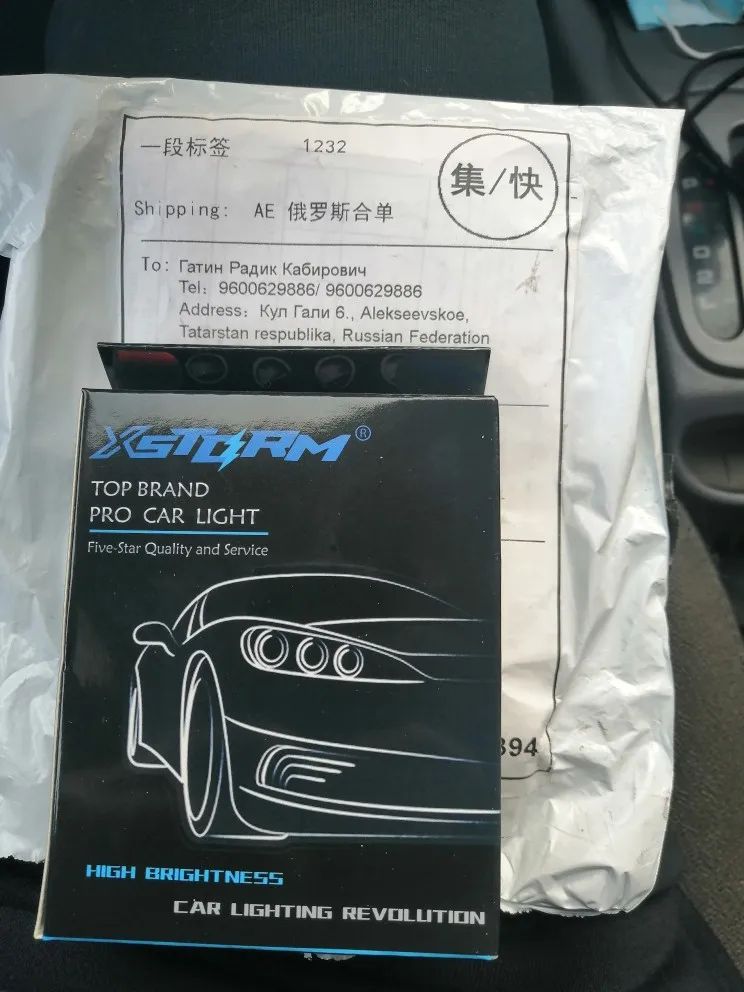 一段标签 1232
集/快
Shipping: AE 俄罗斯合单
To: Гатин Радик Кабирович
Tel: 9600629886/ 9600629886
Address: Кул Гали 6., Alekseevskoe,
Tatarstan respublika, Russian Federation
XSTORM®
TOP BRAND
PRO CAR LIGHT
Five-Star Quality and Service
394
HIGH BRIGHTNESS
CAR LIGHTING REVOLUTION